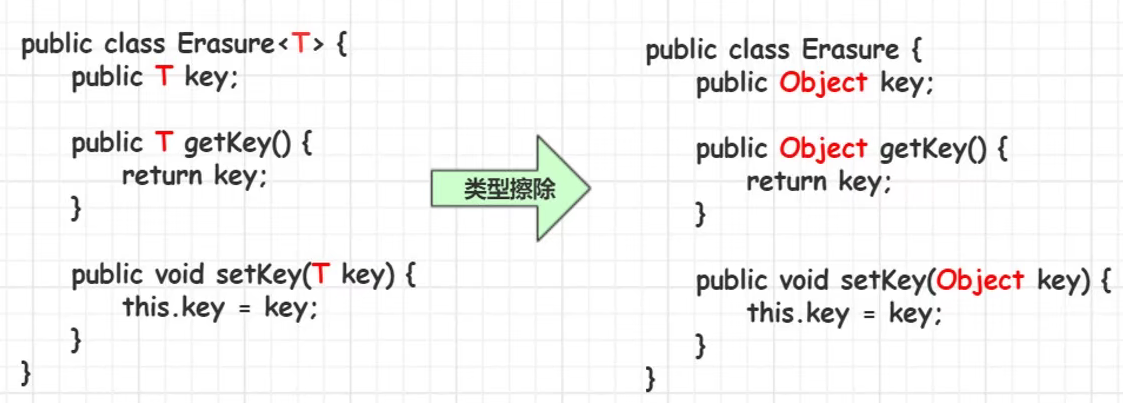 public class Erasure<T> {
public T key;
public T getKey() {
return key;
}
public void setKey(T key) {
this.key = key;
}
}
类型擦除
public class Erasure {
public Object key;
public Object getKey() {
return key;
}
public void setKey(Object key) {
this.key = key;
}
}